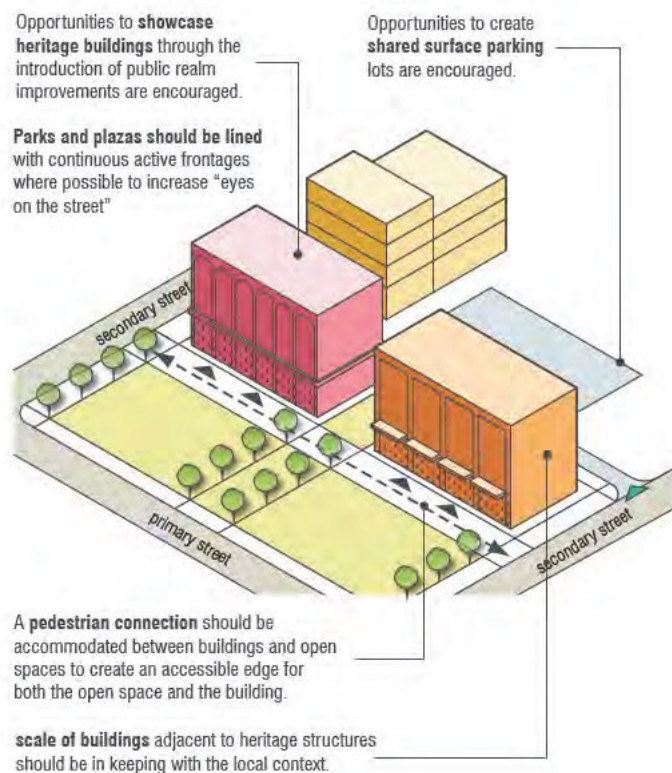 Opportunities to showcase
heritage buildings through the
introduction of public realm
improvements are encouraged.
Opportunities to create
shared surface parking
lots are encouraged.
Parks and plazas should be lined
with continuous active frontages
where possible to increase “eyes
on the street”
secondary street
primary street
secondary street
A pedestrian connection should be
accommodated between buildings and open
spaces to create an accessible edge for
both the open space and the building.
scale of buildings adjacent to heritage structures
should be in keeping with the local context.